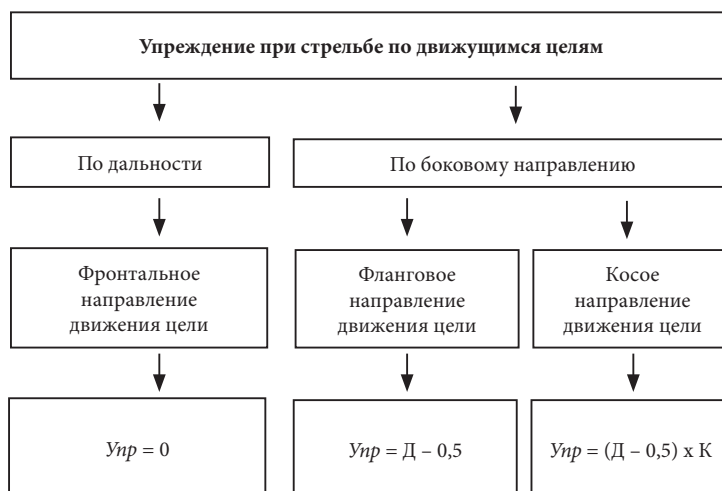 Упреждение при стрельбе по движущимся целям
По дальности
По боковому направлению
Фронтальное
направление
движения цели
Фланговое
направление
движения цели
Косое
направление
движения цели
Упр = 0
Упр = Д – 0,5
Упр = (Д – 0,5) х К